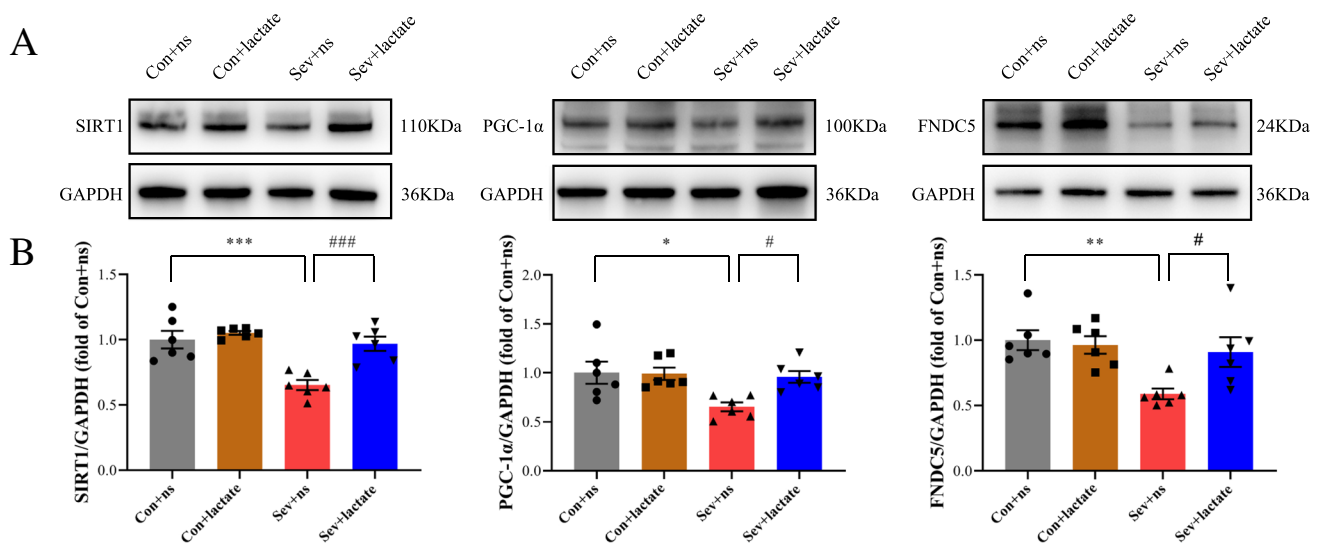 A
Con+ns Con+lactate Sev+ns Sev+lactate
SIRT1 110KDa
GAPDH 36KDa
Con+ns Con+lactate Sev+ns Sev+lactate
PGC-1α 100KDa
GAPDH 36KDa
Con+ns Con+lactate Sev+ns Sev+lactate
FNDC5 24KDa
GAPDH 36KDa
B
SIRT1/GAPDH (fold of Con+ns)
*** ###
1.5
1.0
0.5
0.0
Con+ns Con+lactate Sev+ns Sev+lactate
PGC-1α/GAPDH (fold of Con+ns)
* #
2.0
1.5
1.0
0.5
0.0
Con+ns Con+lactate Sev+ns Sev+lactate
FNDC5/GAPDH (fold of Con+ns)
** #
1.5
1.0
0.5
0.0
Con+ns Con+lactate Sev+ns Sev+lactate